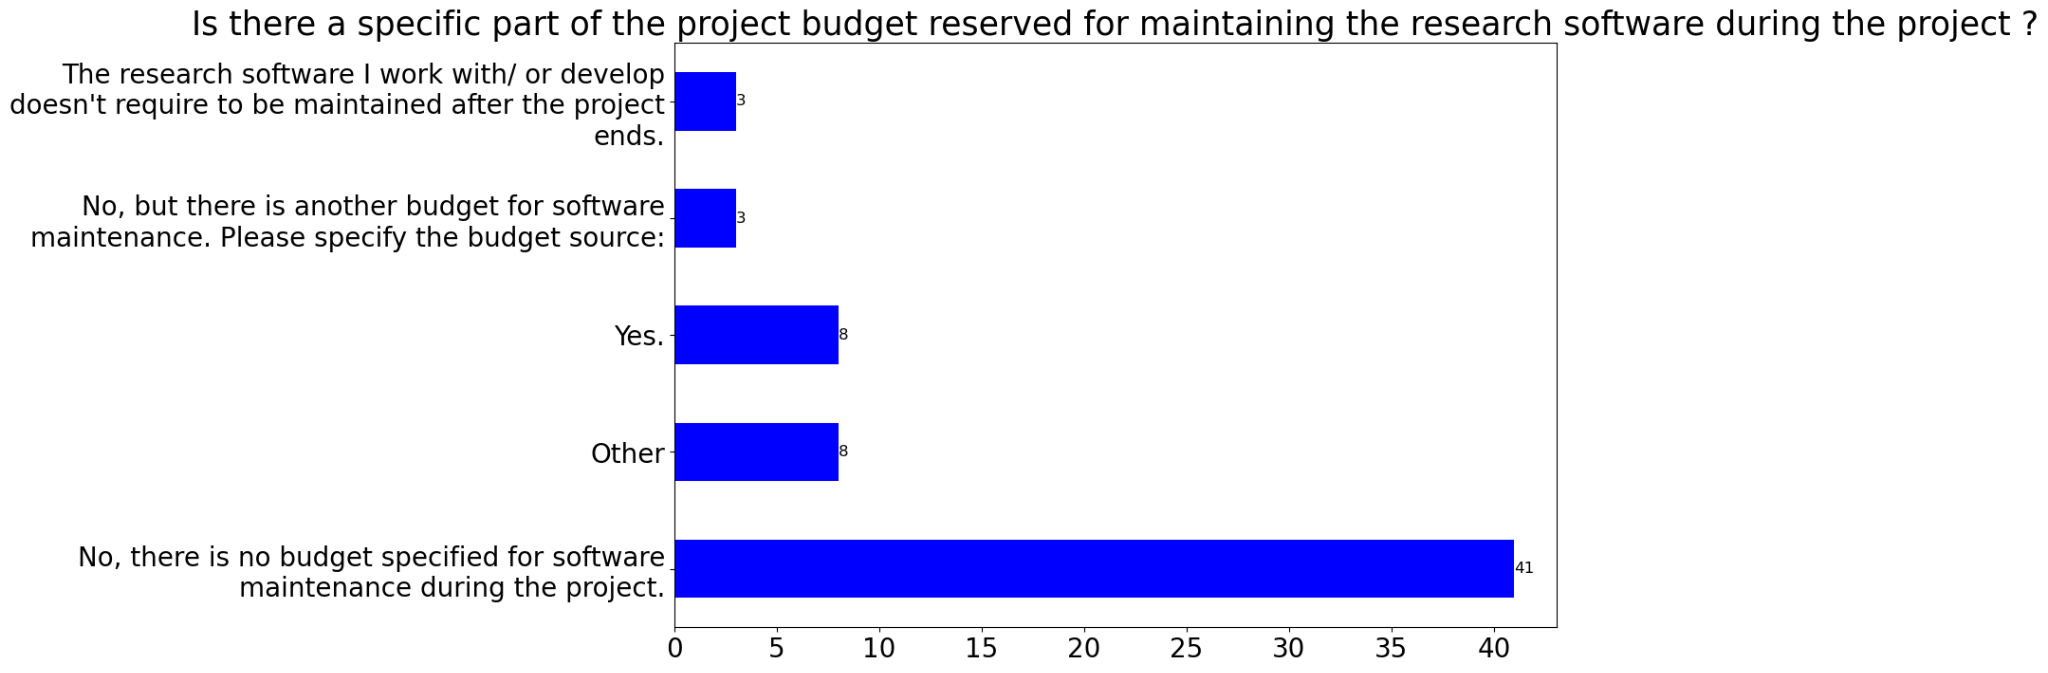 Is there a specific part of the project budget reserved for maintaining the research software during the project ?
The research software I work with/ or develop
doesn't require to be maintained after the project
ends.
3
No, but there is another budget for software
maintenance. Please specify the budget source:
3
Yes.
8
Other
8
No, there is no budget specified for software
maintenance during the project.
41
0 5 10 15 20 25 30 35 40